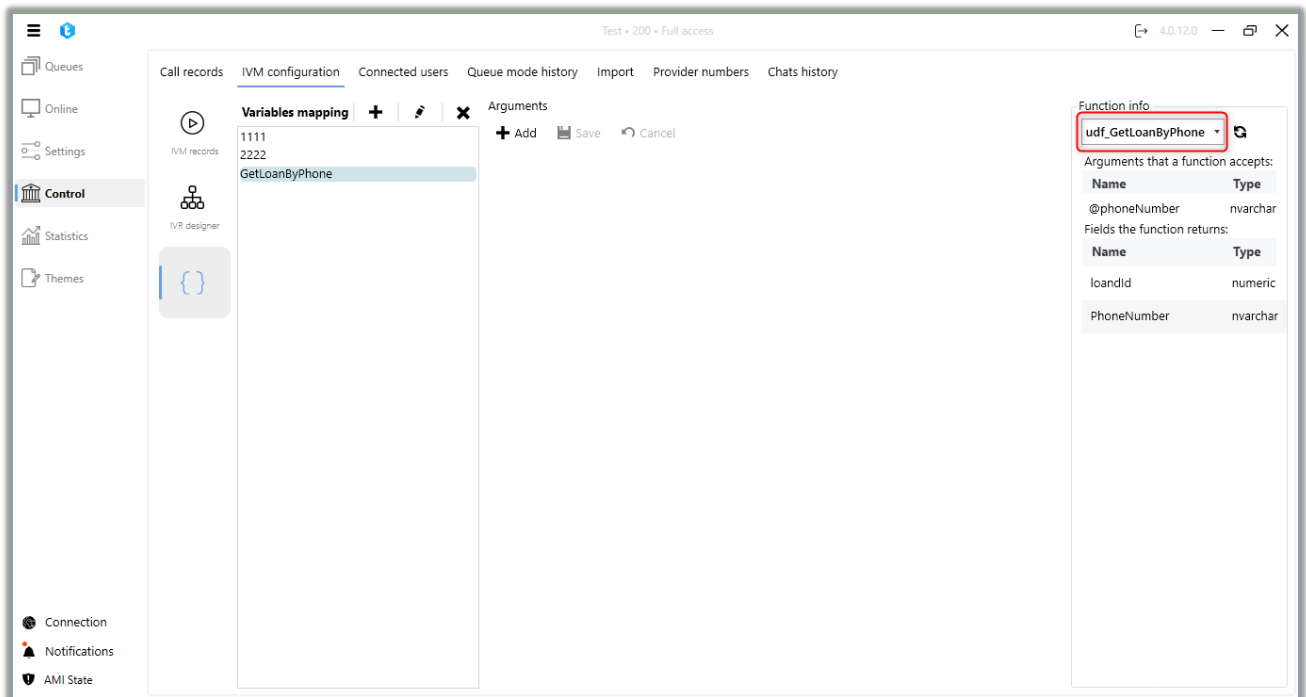 Test • 200 • Full access
4.0.12.0
Queues
Online
Settings
Control
Statistics
Themes
Connection
Notifications
AMI State
Call records IVM configuration Connected users Queue mode history Import Provider numbers Chats history
IVM records
IVR designer
{ }
Variables mapping
1111
2222
GetLoanByPhone
Arguments
Add Save Cancel
Function info
udf_GetLoanByPhone
Arguments that a function accepts:
Name Type
@phoneNumber nvarchar
Fields the function returns:
Name Type
loandId numeric
PhoneNumber nvarchar